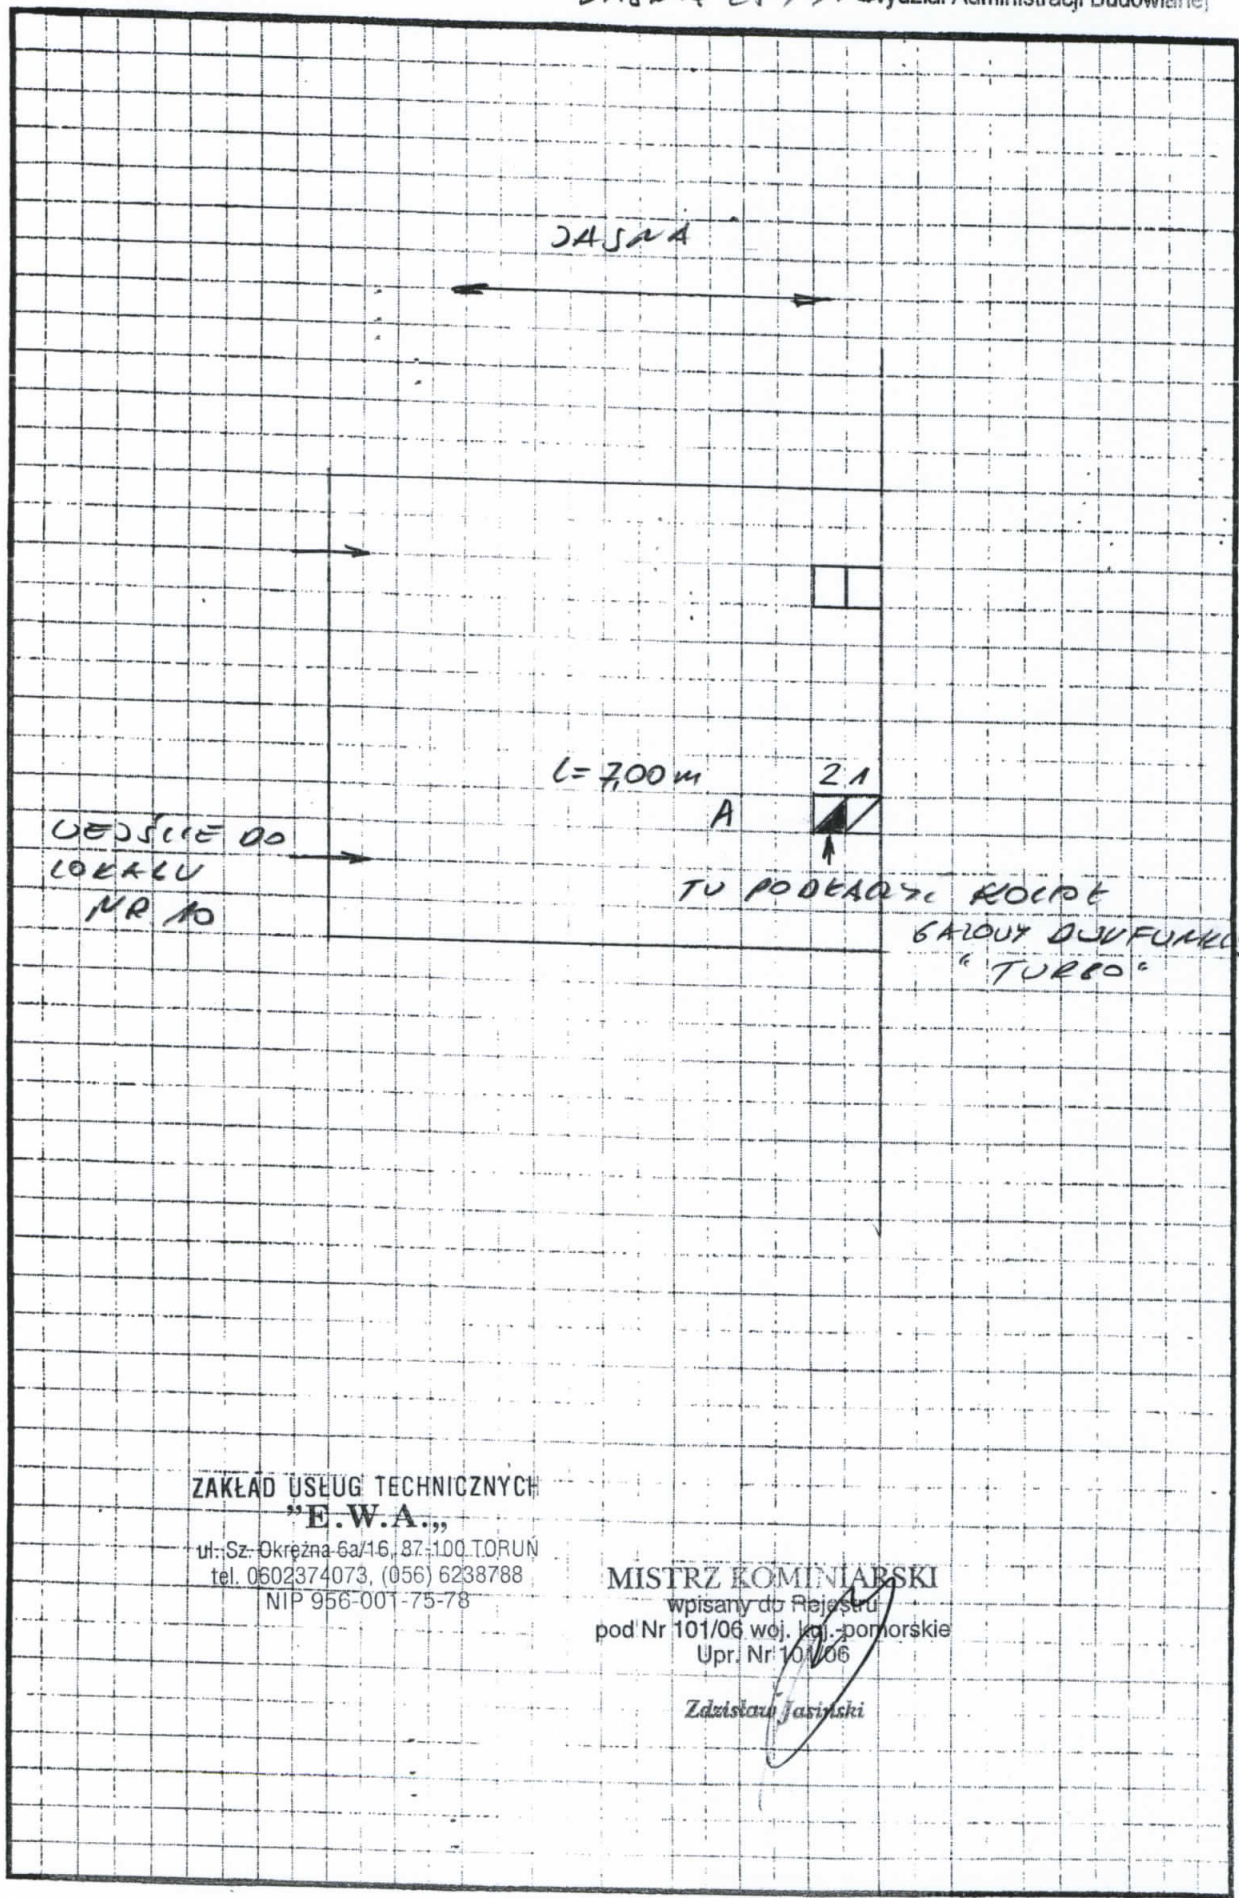 Administracji Budowlanej
JASNA
l= 7,00 m
2 1
A
WEJŚCIE DO
LOKALU
NR 10
TU PODŁĄCZYĆ KOCIOŁ
GAZOWY DWUFUNKC
"TURBO"
ZAKŁAD USŁUG TECHNICZNYCH
"E.W.A.„
ul. Sz. Okrężna 6a/16, 87-100 TORUŃ
tel. 0602374073, (056) 6238788
NIP 956-001-75-78
MISTRZ KOMINIARSKI
wpisany do Rejestru
pod Nr 101/06 woj. kuj.-pomorskie
Upr. Nr 101/06
Zdzisław Jasiński